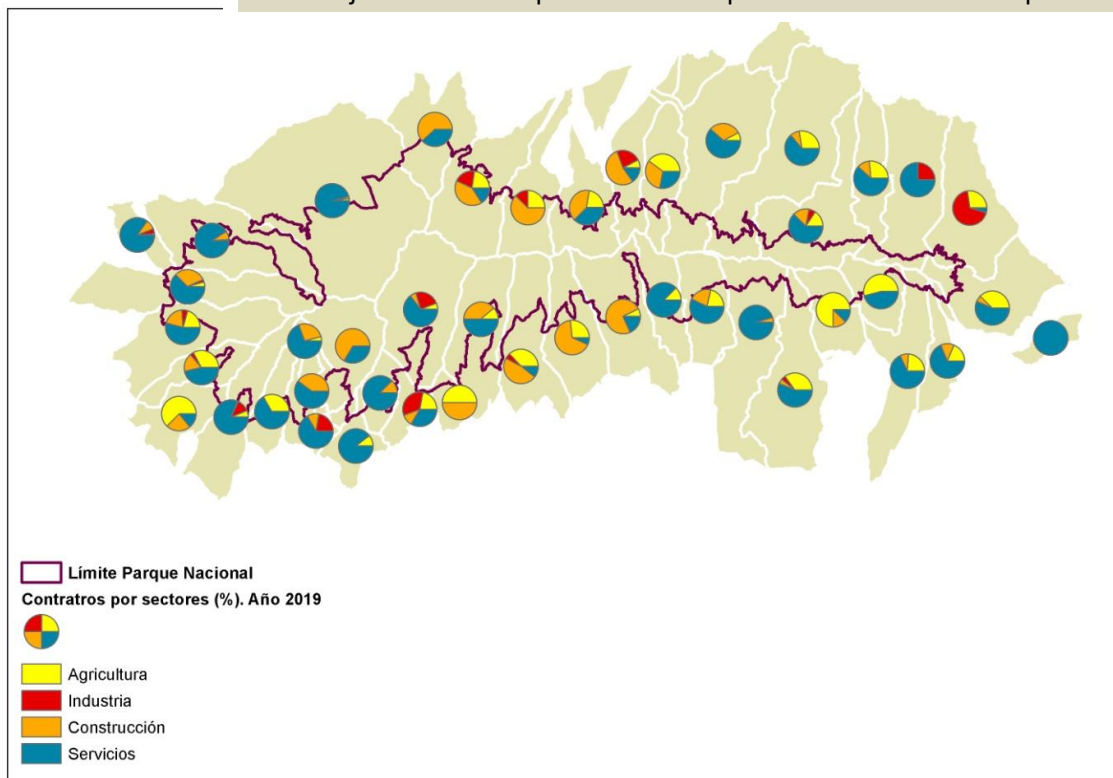 Límite Parque Nacional
Contratros por sectores (%). Año 2019
Agricultura
Industria
Construcción
Servicios